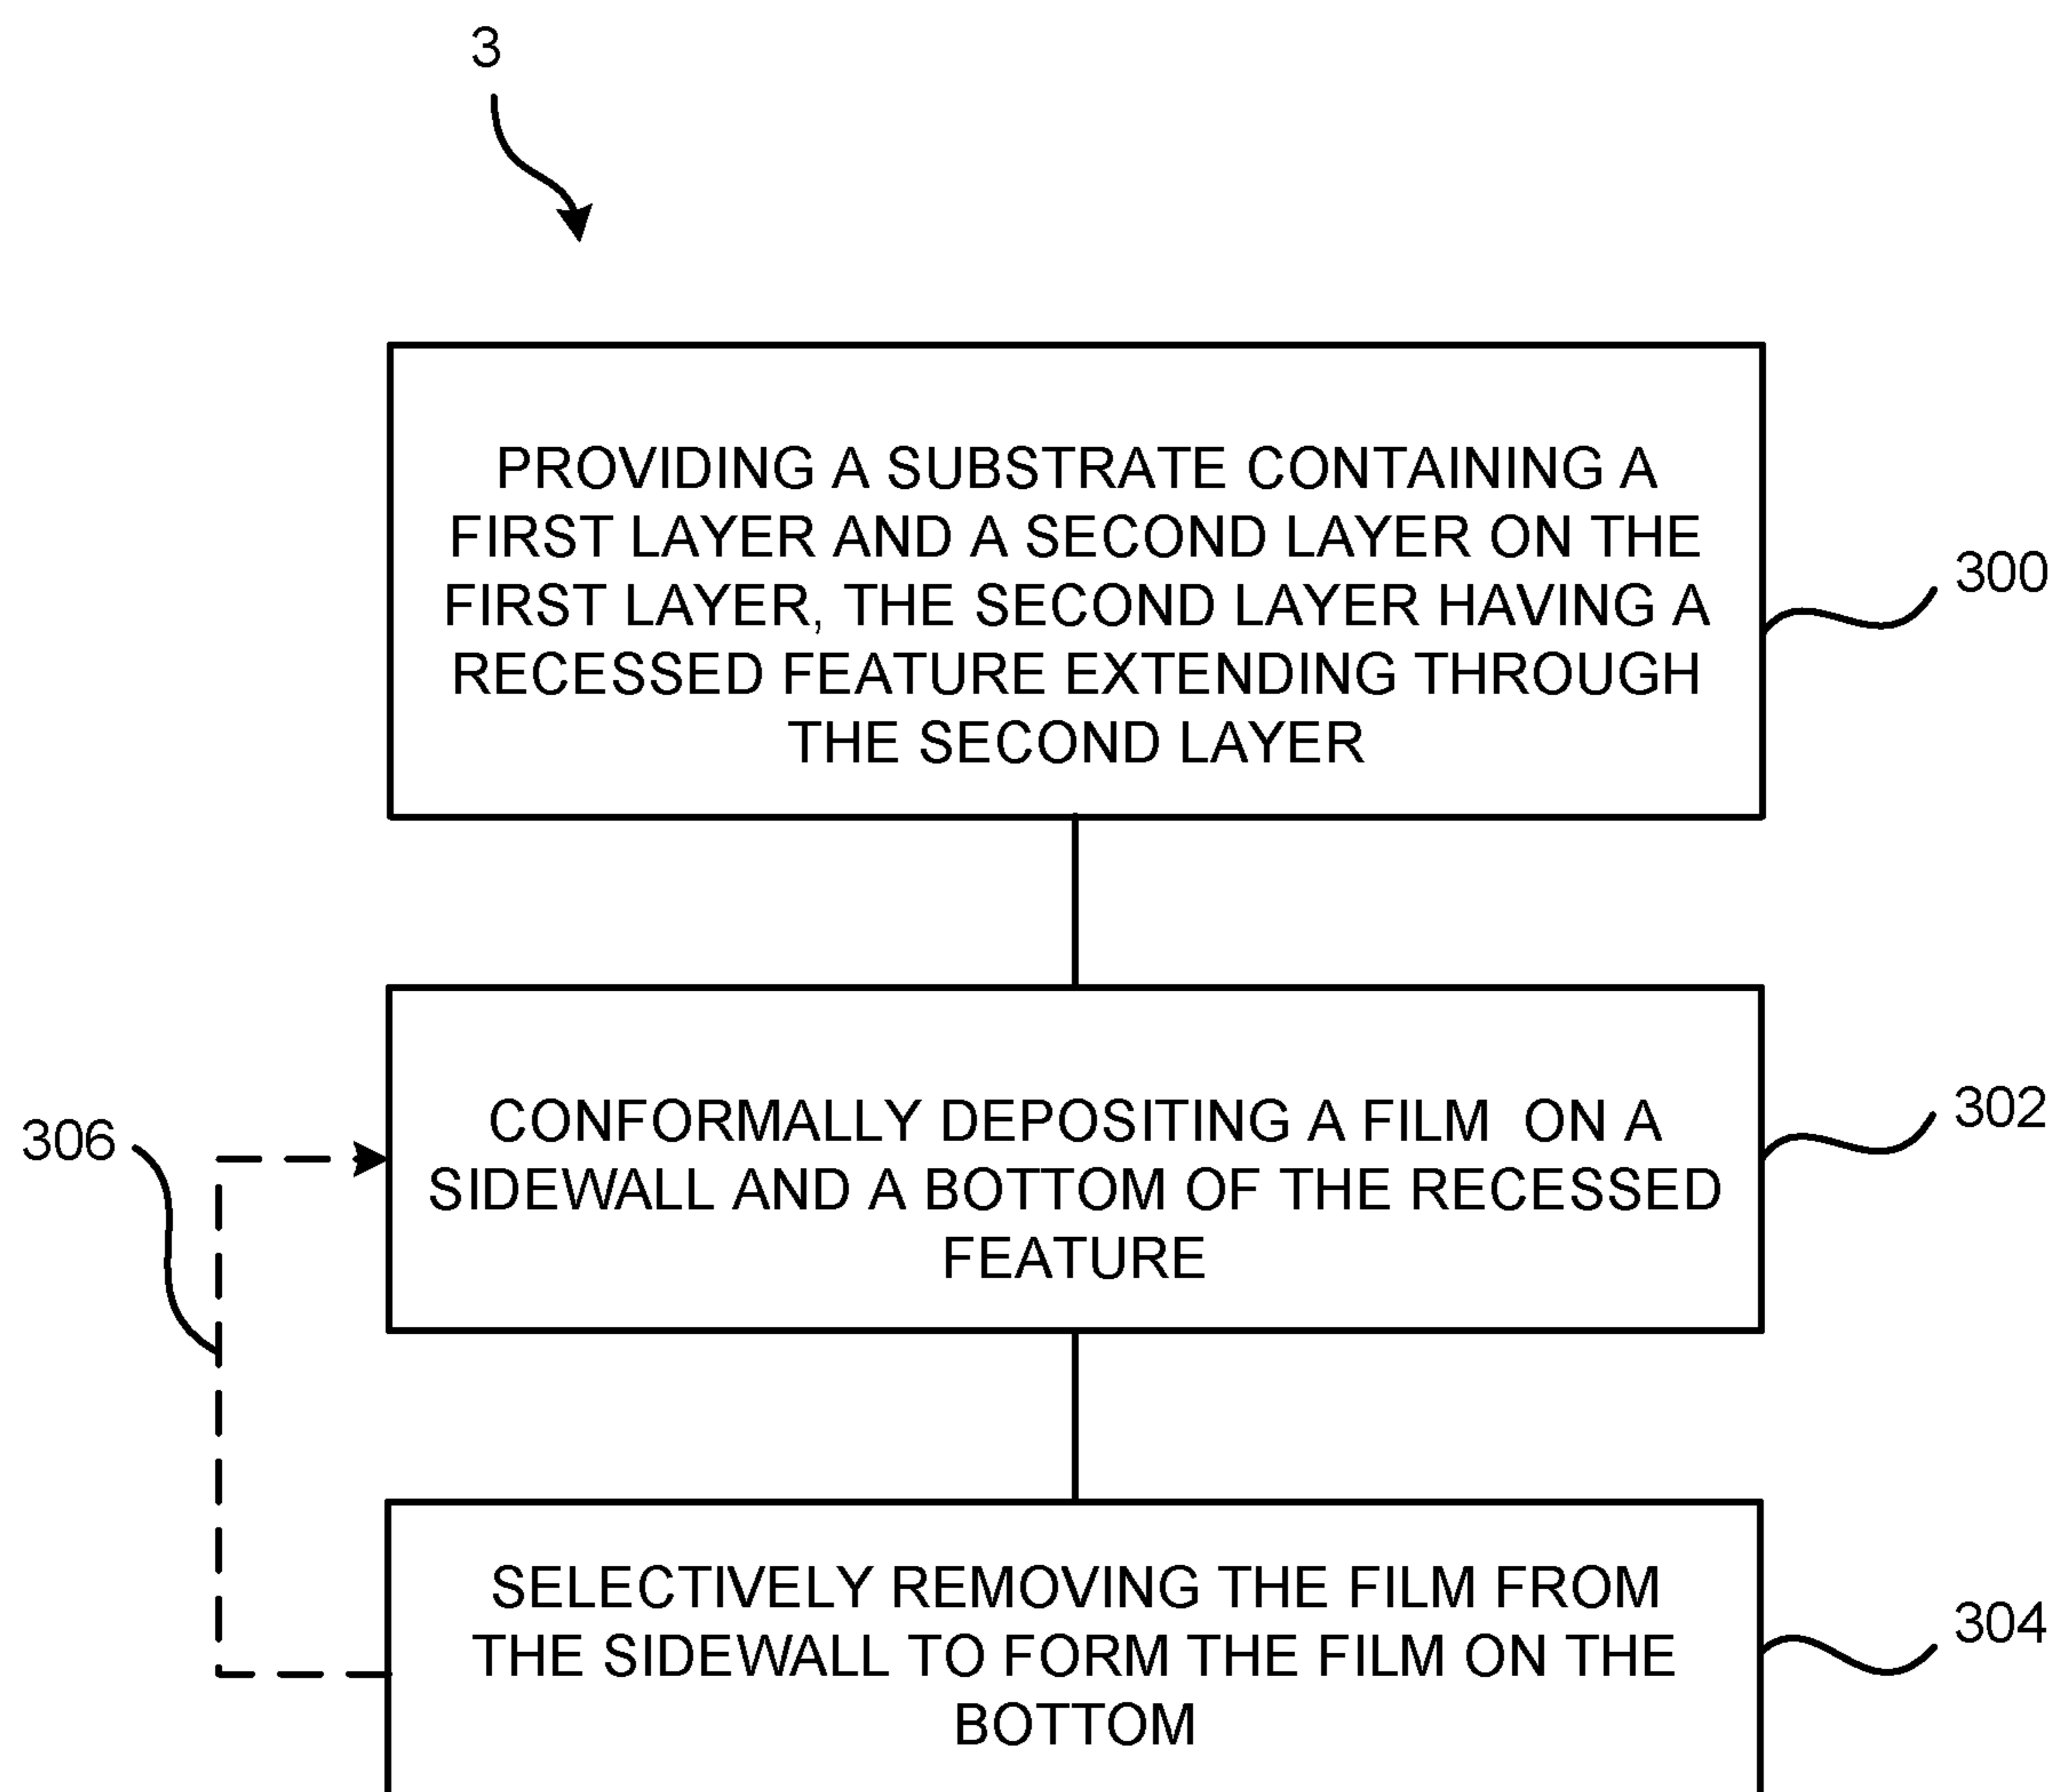 3
PROVIDING A SUBSTRATE CONTAINING A
FIRST LAYER AND A SECOND LAYER ON THE
FIRST LAYER, THE SECOND LAYER HAVING A
RECESSED FEATURE EXTENDING THROUGH
THE SECOND LAYER
300
CONFORMALLY DEPOSITING A FILM ON A
SIDEWALL AND A BOTTOM OF THE RECESSED
FEATURE
302
306
SELECTIVELY REMOVING THE FILM FROM
THE SIDEWALL TO FORM THE FILM ON THE
BOTTOM
304